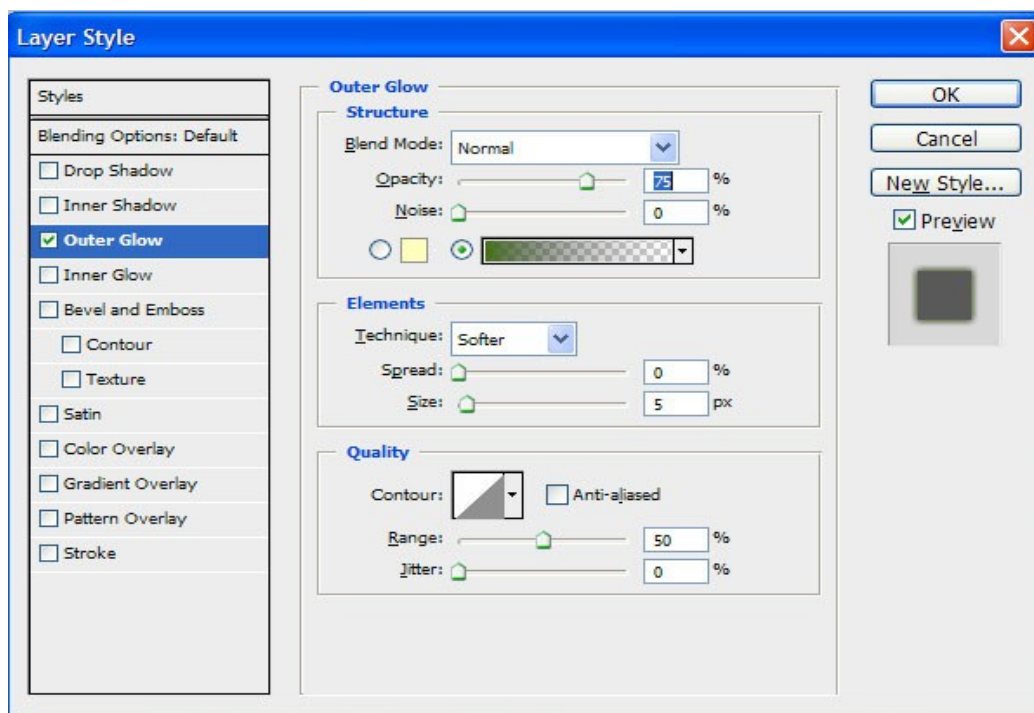 Layer Style
Styles
Blending Options: Default
Drop Shadow
Inner Shadow
Outer Glow
Inner Glow
Bevel and Emboss
Contour
Texture
Satin
Color Overlay
Gradient Overlay
Pattern Overlay
Stroke
Outer Glow
Structure
Blend Mode: Normal
Opacity: 75 %
Noise: 0 %
Elements
Technique: Softer
Spread: 0 %
Size: 5 px
Quality
Contour: Anti-aliased
Range: 50 %
Jitter: 0 %
OK
Cancel
New Style...
Preview